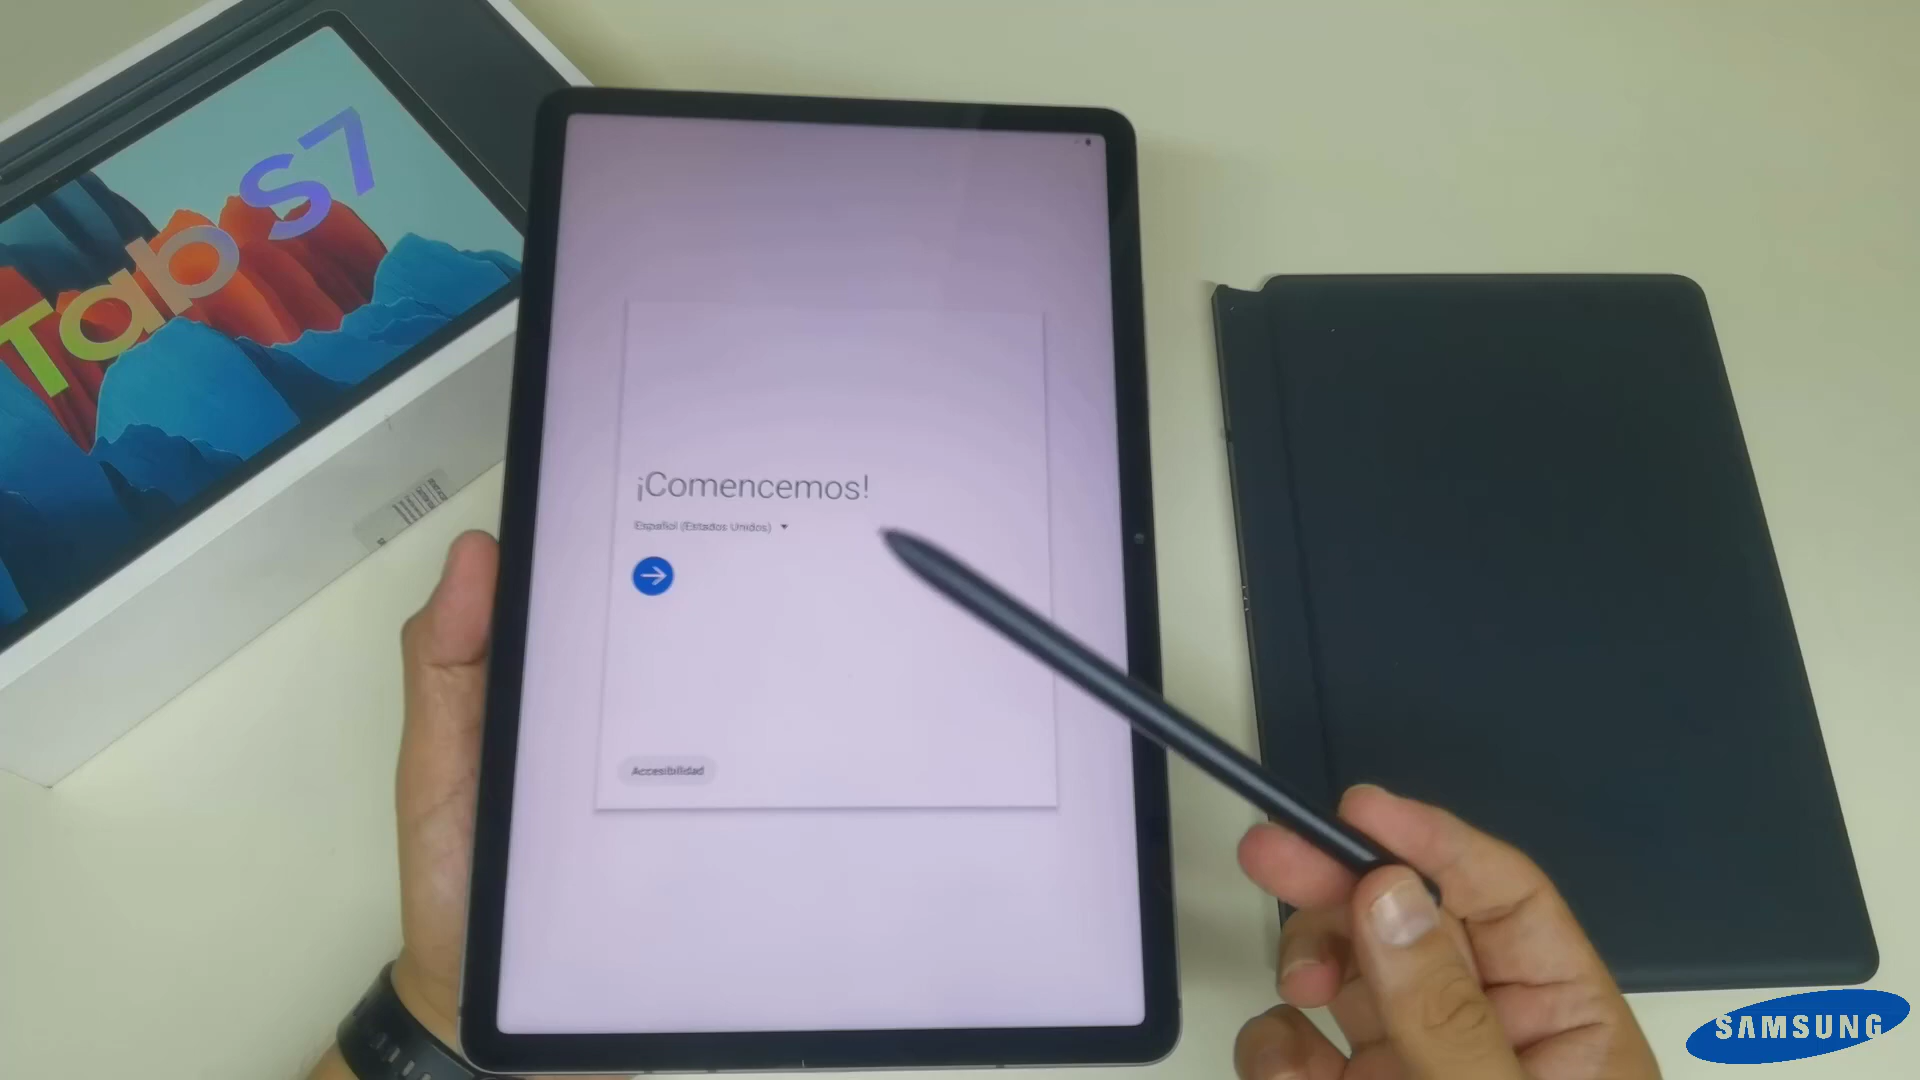 Tab S7
¡Comencemos!
Español (Estados Unidos)
Accesibilidad
SAMSUNG